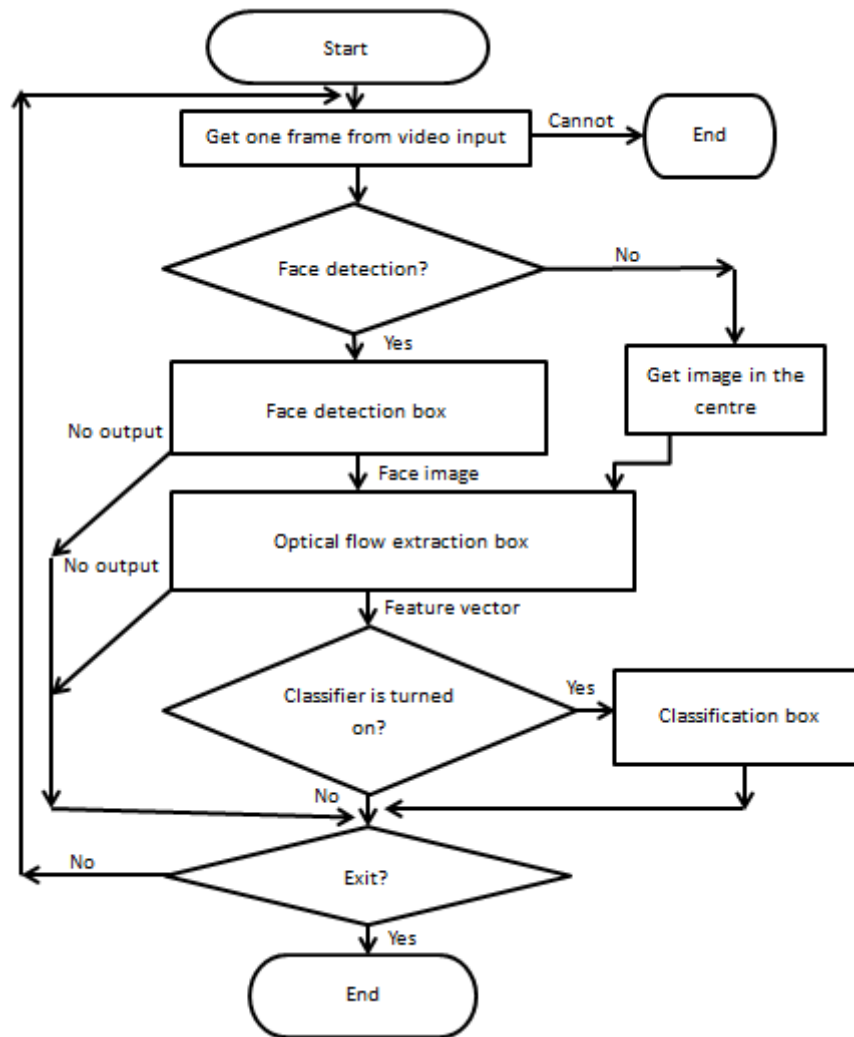 Start
Get one frame from video input
Cannot
End
Face detection?
No
Yes
Get image in the
centre
Face detection box
No output
Face image
Optical flow extraction box
No output
Feature vector
Classifier is turned
on?
Yes
Classification box
No
Exit?
No
Yes
End